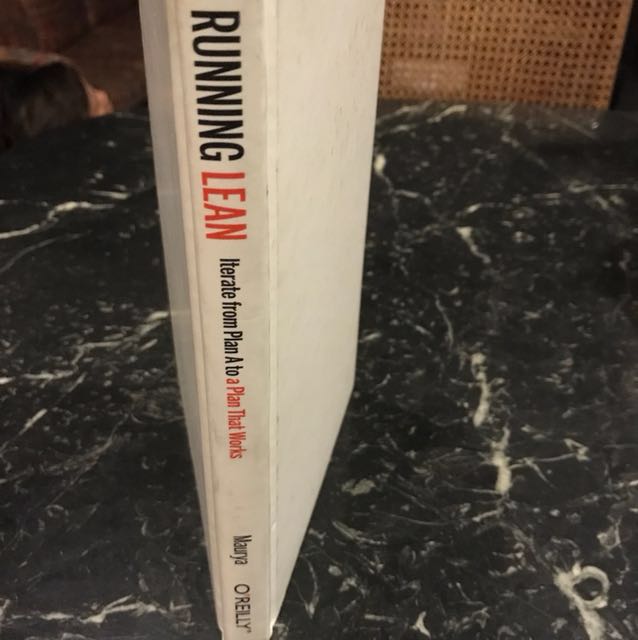 RUNNING LEAN
Iterate from Plan A to a Plan That Works
Maurya
O'REILLY®